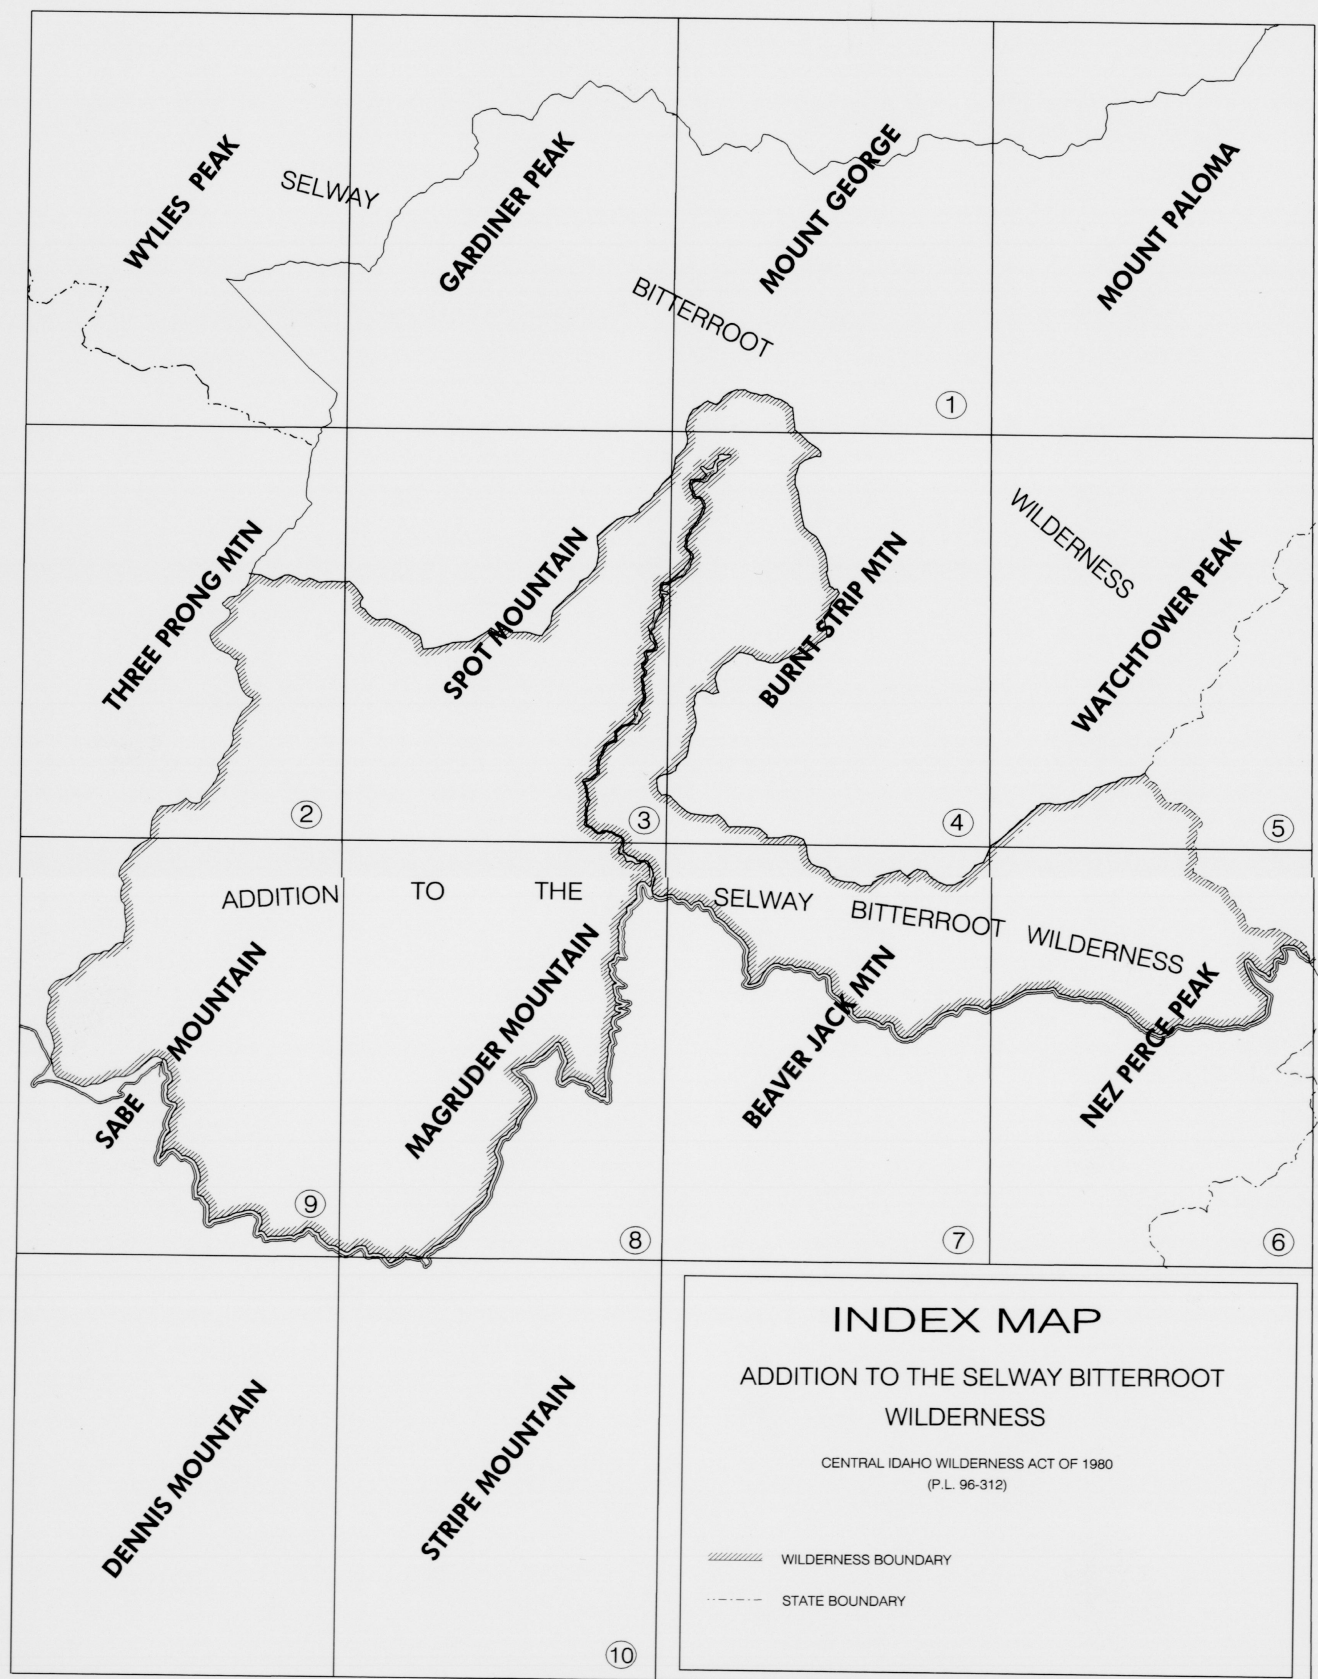 WYLIES PEAK
SELWAY
GARDINER PEAK
MOUNT GEORGE
MOUNT PALOMA
BITTERROOT
①
THREE PRONG MTN
SPOT MOUNTAIN
BURNT STRIP MTN
WILDERNESS
WATCHTOWER PEAK
②
③
④
⑤
ADDITION TO THE SELWAY BITTERROOT WILDERNESS
SABE MOUNTAIN
MAGRUDER MOUNTAIN
BEAVER JACK MTN
NEZ PERCE PEAK
⑨
⑧
⑦
⑥
DENNIS MOUNTAIN
STRIPE MOUNTAIN
⑩
INDEX MAP
ADDITION TO THE SELWAY BITTERROOT
WILDERNESS
CENTRAL IDAHO WILDERNESS ACT OF 1980
(P.L. 96-312)
WILDERNESS BOUNDARY
STATE BOUNDARY